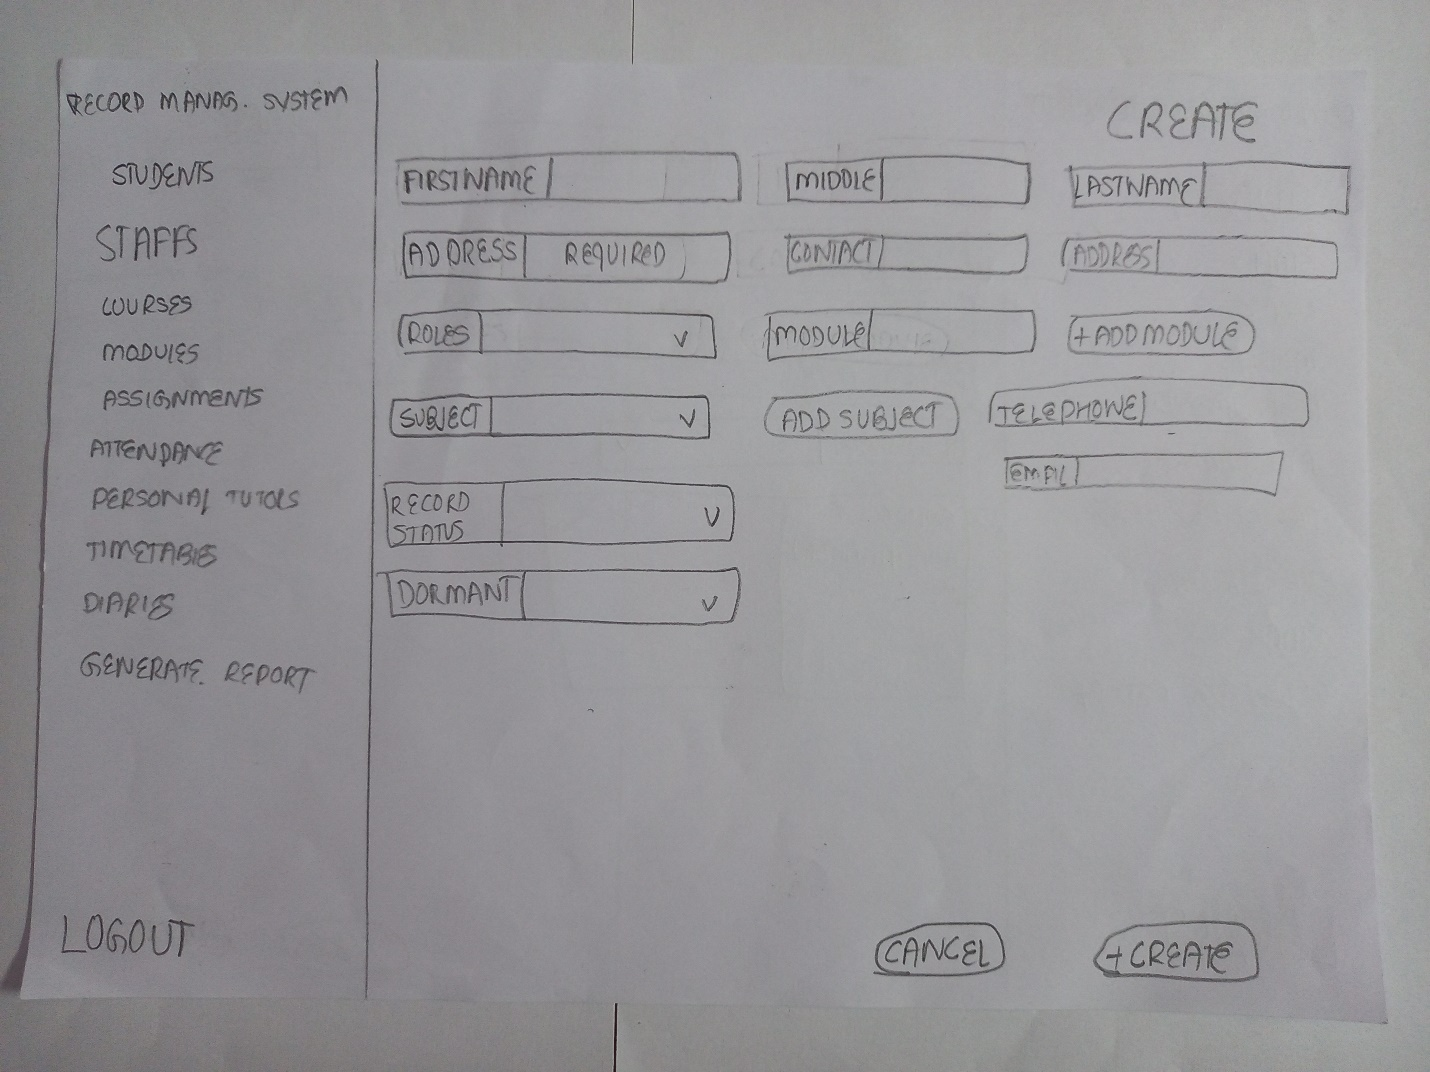 RECORD MANAG. SYSTEM
STUDENTS
STAFFS
COURSES
MODULES
ASSIGNMENTS
ATTENDANCE
PERSONAL TUTORS
TIMETABLES
DIARIES
GENERATE. REPORT
LOGOUT
CREATE
FIRSTNAME MIDDLE LASTNAME
ADDRESS REQUIRED CONTACT ADDRESS
ROLES V MODULE + ADD MODULE
SUBJECT V ADD SUBJECT TELEPHONE
EMAIL
RECORD
STATUS V
DORMANT V
CANCEL + CREATE